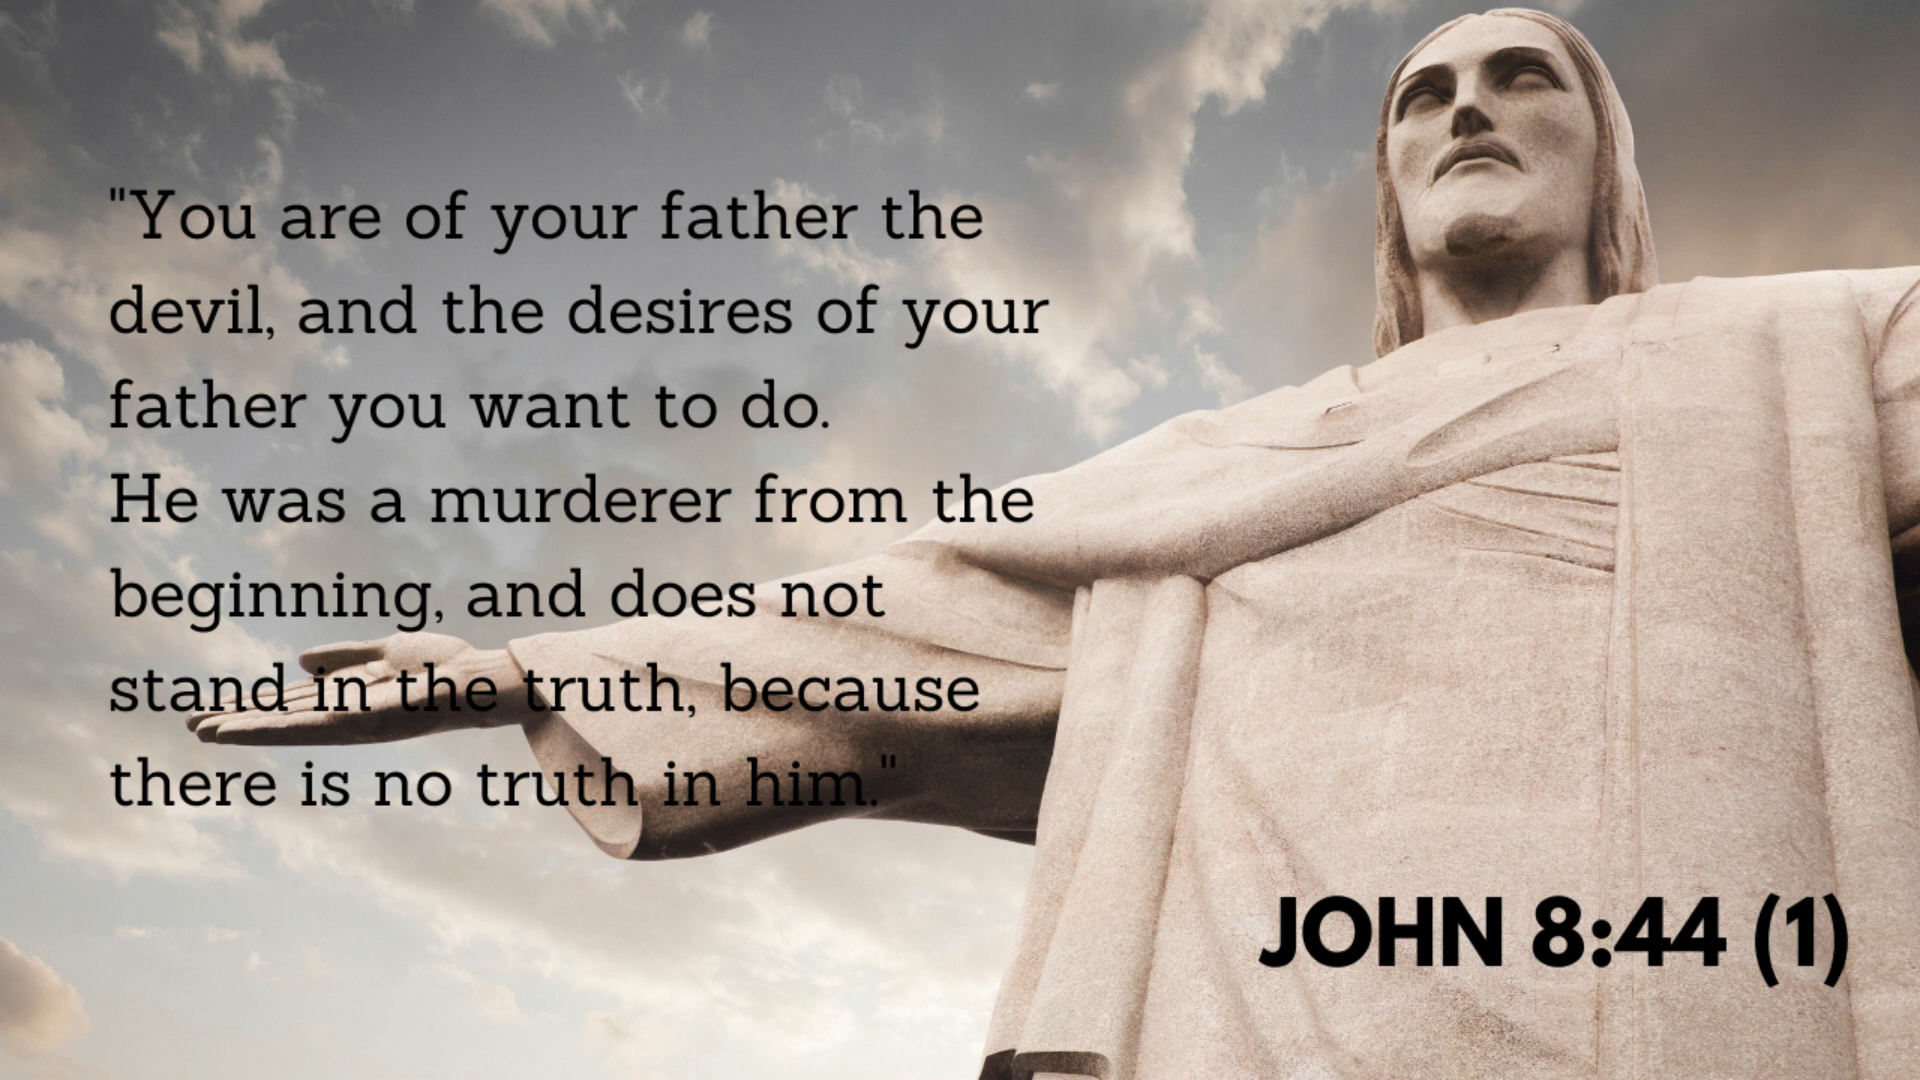 "You are of your father the
devil, and the desires of your
father you want to do.
He was a murderer from the
beginning, and does not
stand in the truth, because
there is no truth in him."
JOHN 8:44 (1)